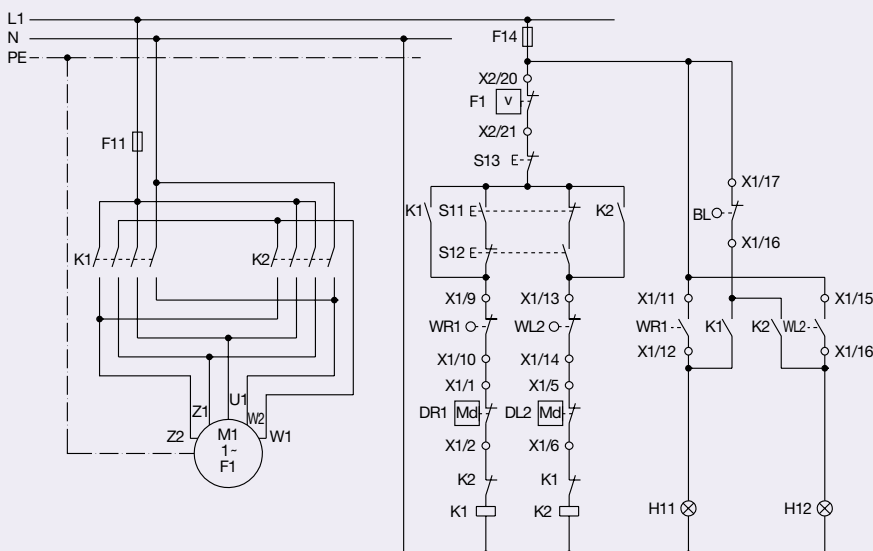 L1
N
PE
F14
X2/20
F1 v
X2/21
S13 E
F11
X1/17
BL
X1/16
K1
S11 E
K2
S12 E
K1
K2
X1/9
X1/13
X1/11
X1/15
WR1
WL2
WR1
K1
K2
WL2
X1/10
X1/14
X1/12
X1/16
X1/1
X1/5
DR1 Md
DL2 Md
X1/2
X1/6
Z2
Z1
U1
W2
W1
M1
1~
F1
K2
K1
K1
K2
H11
H12